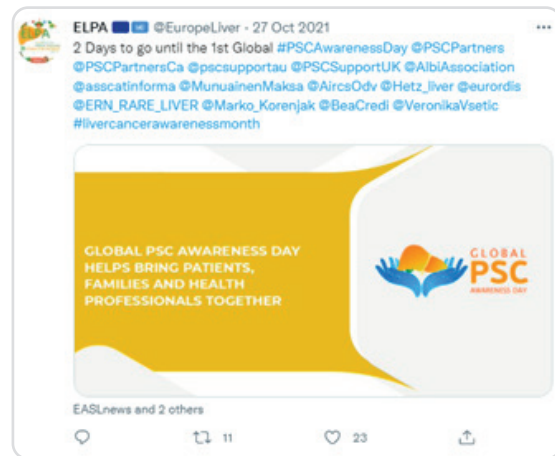 ELPA @EuropeLiver · 27 Oct 2021
2 Days to go until the 1st Global #PSCAwarenessDay @PSCPartners
@PSCPartnersCa @pscsupportau @PSCSupportUK @AlbiAssociation
@asscatinforma @MunuainenMaksa @AircsOdv @Hetz_liver @eurordis
@ERN_RARE_LIVER @Marko_Korenjak @BeaCredi @VeronikaVsetic
#livercancerawarenessmonth
GLOBAL PSC AWARENESS DAY
HELPS BRING PATIENTS,
FAMILIES AND HEALTH
PROFESSIONALS TOGETHER
GLOBAL
PSC
AWARENESS DAY
EASLnews and 2 others
11 23